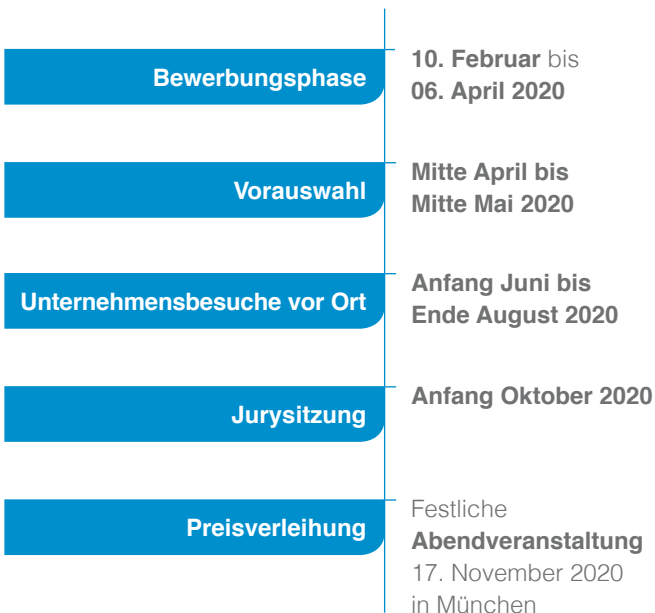 Bewerbungsphase
10. Februar bis
06. April 2020
Vorauswahl
Mitte April bis
Mitte Mai 2020
Unternehmensbesuche vor Ort
Anfang Juni bis
Ende August 2020
Jurysitzung
Anfang Oktober 2020
Preisverleihung
Festliche
Abendveranstaltung
17. November 2020
in München